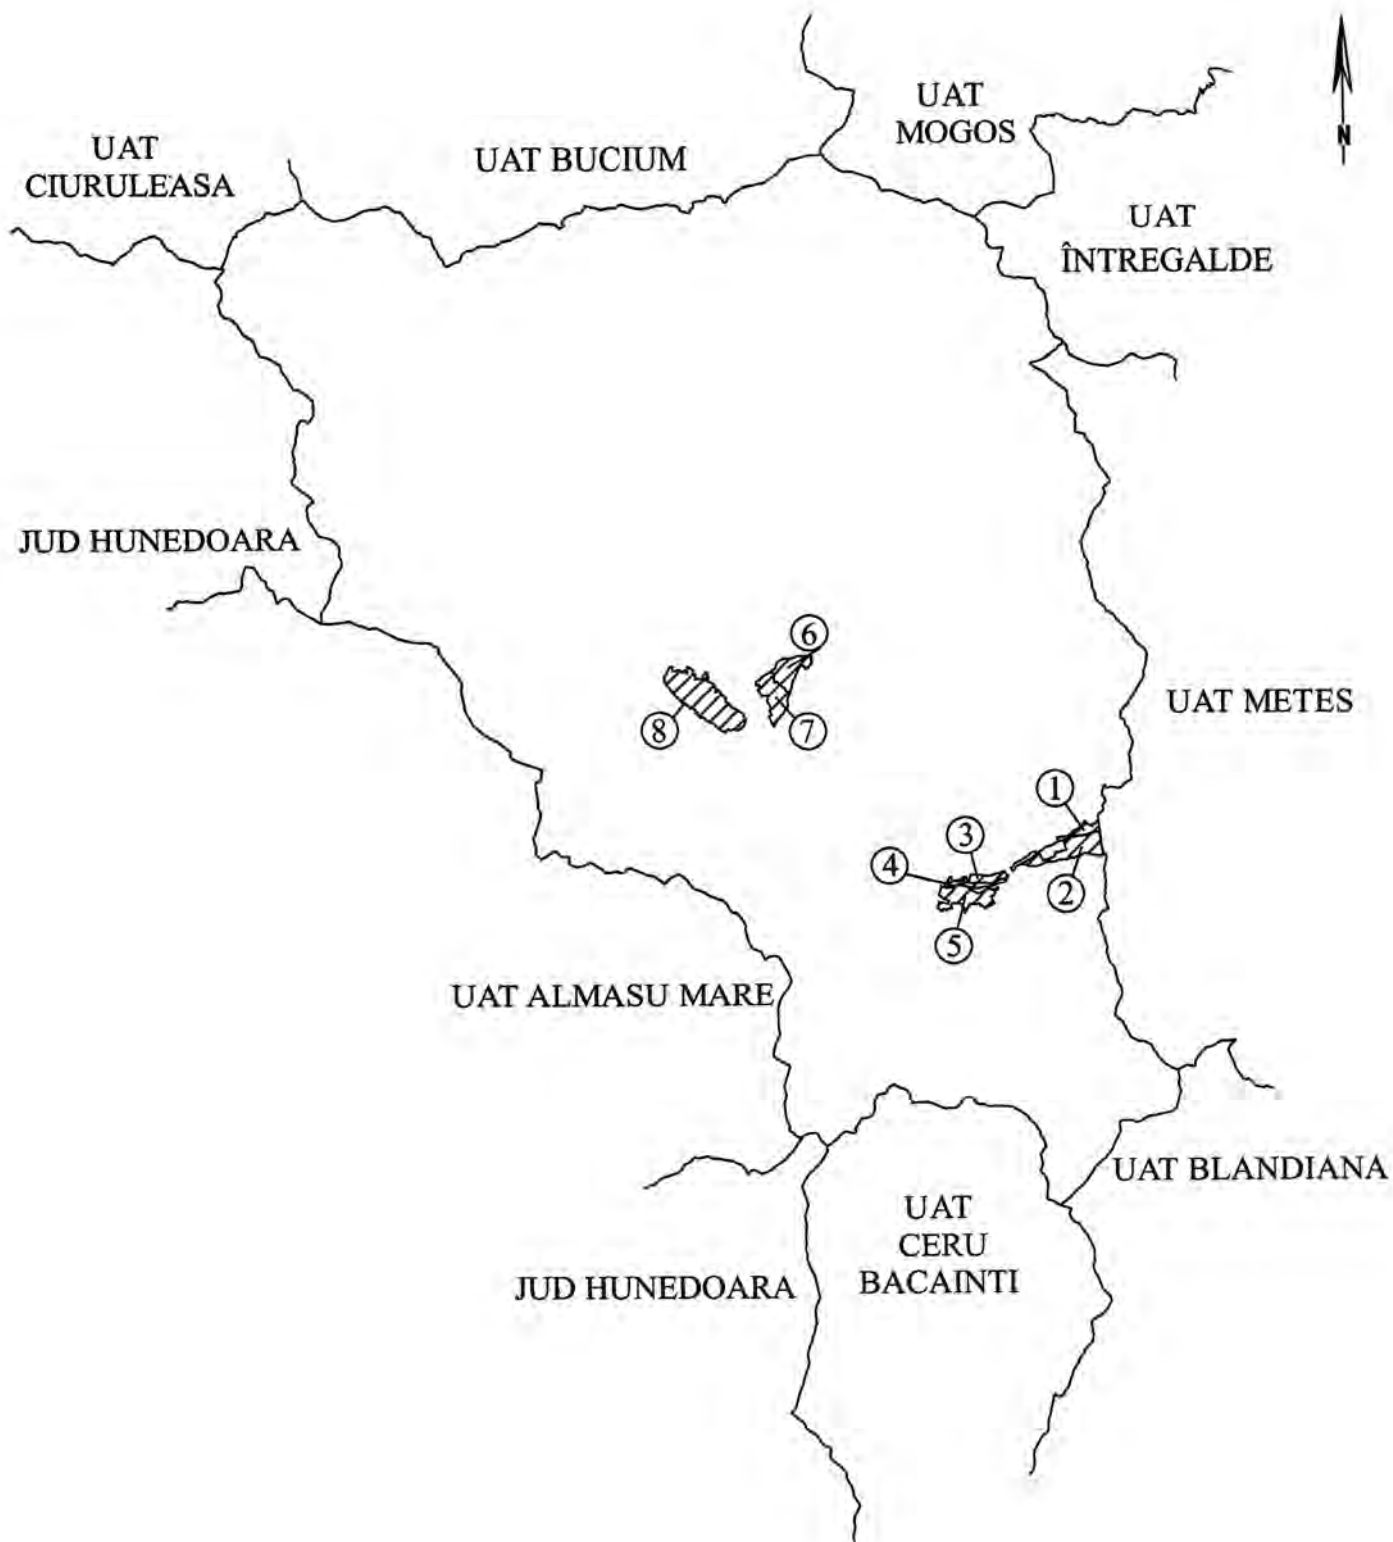 UAT
MOGOS
N
UAT
CIURULEASA
UAT BUCIUM
UAT
ÎNTREGALDE
JUD HUNEDOARA
6
UAT METES
8
7
1
3
4
2
5
UAT ALMASU MARE
UAT BLANDIANA
UAT
CERU
BACAINTI
JUD HUNEDOARA